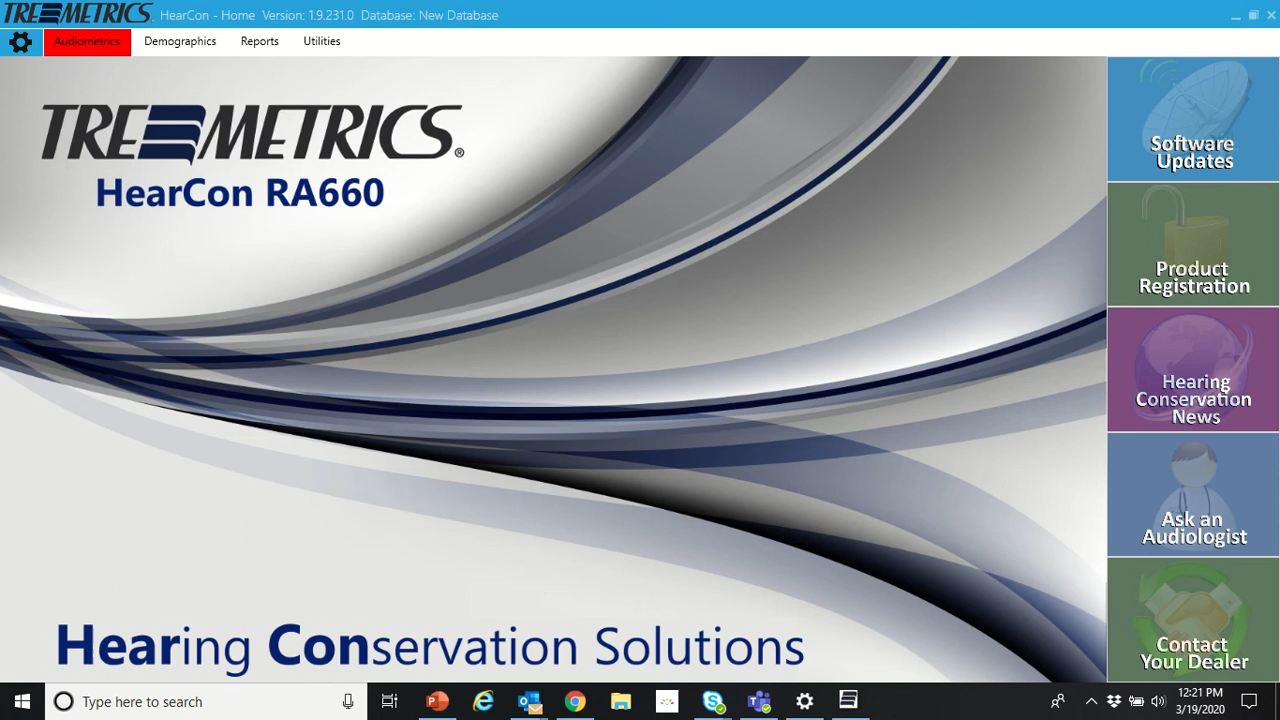 TREMETRICS. HearCon - Home Version: 1.9.231.0 Database: New Database
Audiometrics Demographics Reports Utilities
TREMETRICS®
HearCon RA660
Software
Updates
Product
Registration
Hearing
Conservation
News
Ask an
Audiologist
Contact
Your Dealer
Hearing Conservation Solutions
Type here to search
12:21 PM
3/19/2020